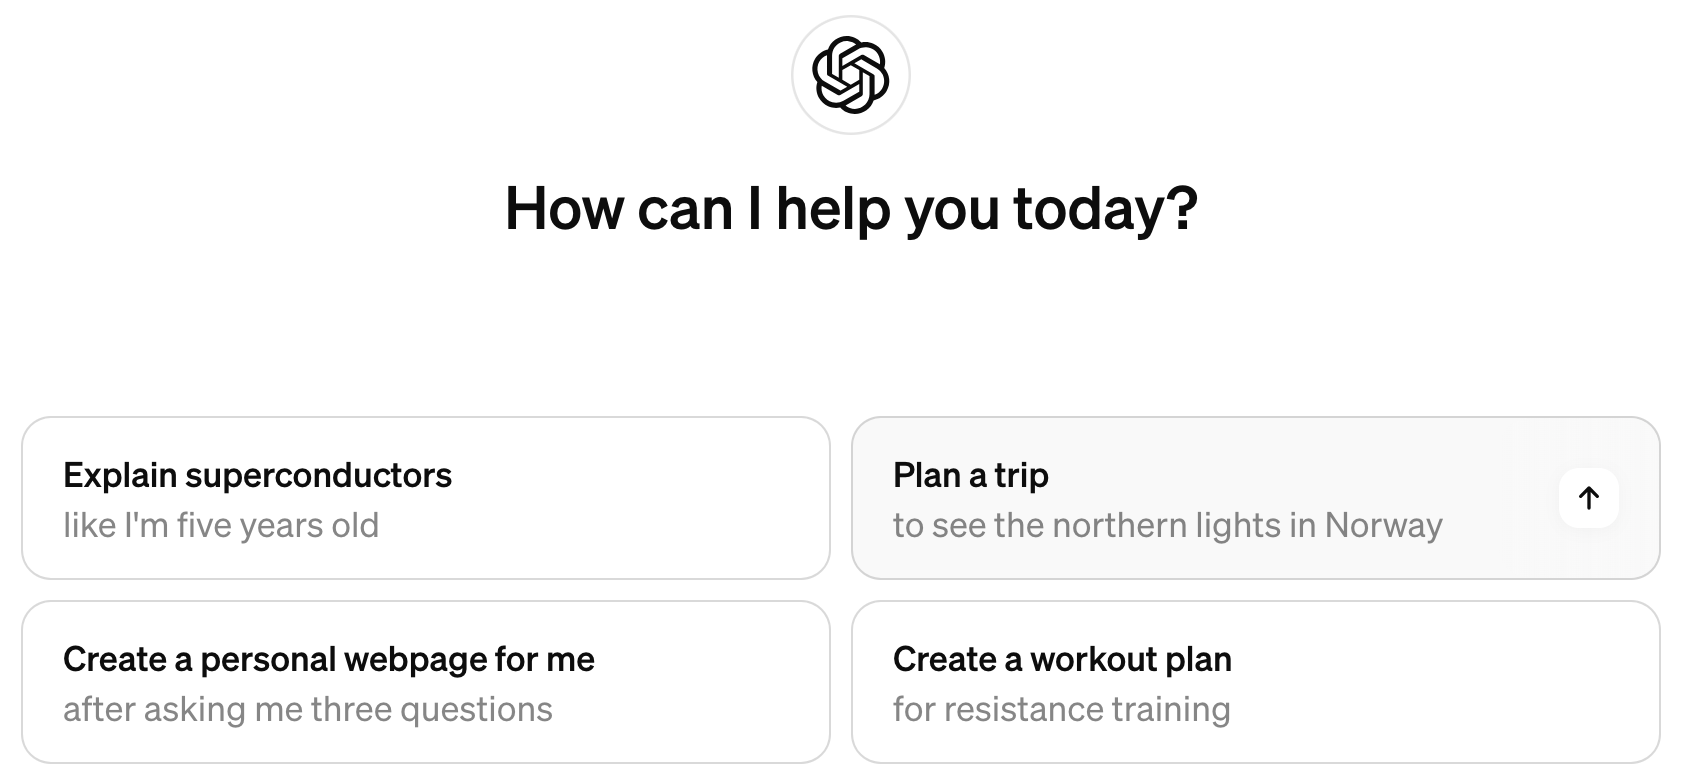 How can I help you today?
Explain superconductors
like I'm five years old
Plan a trip
to see the northern lights in Norway
Create a personal webpage for me
after asking me three questions
Create a workout plan
for resistance training